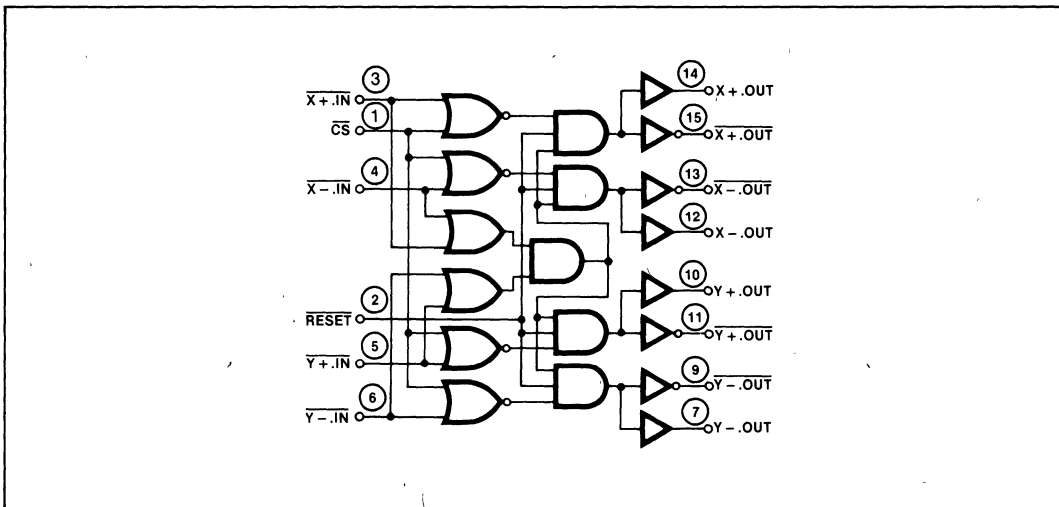 3
X+.IN
1
CS
4
X-.IN
2
RESET
5
Y+.IN
6
Y-.IN
14
X+.OUT
15
X+.OUT
13
X-.OUT
12
X-.OUT
10
Y+.OUT
11
Y+.OUT
9
Y-.OUT
7
Y-.OUT